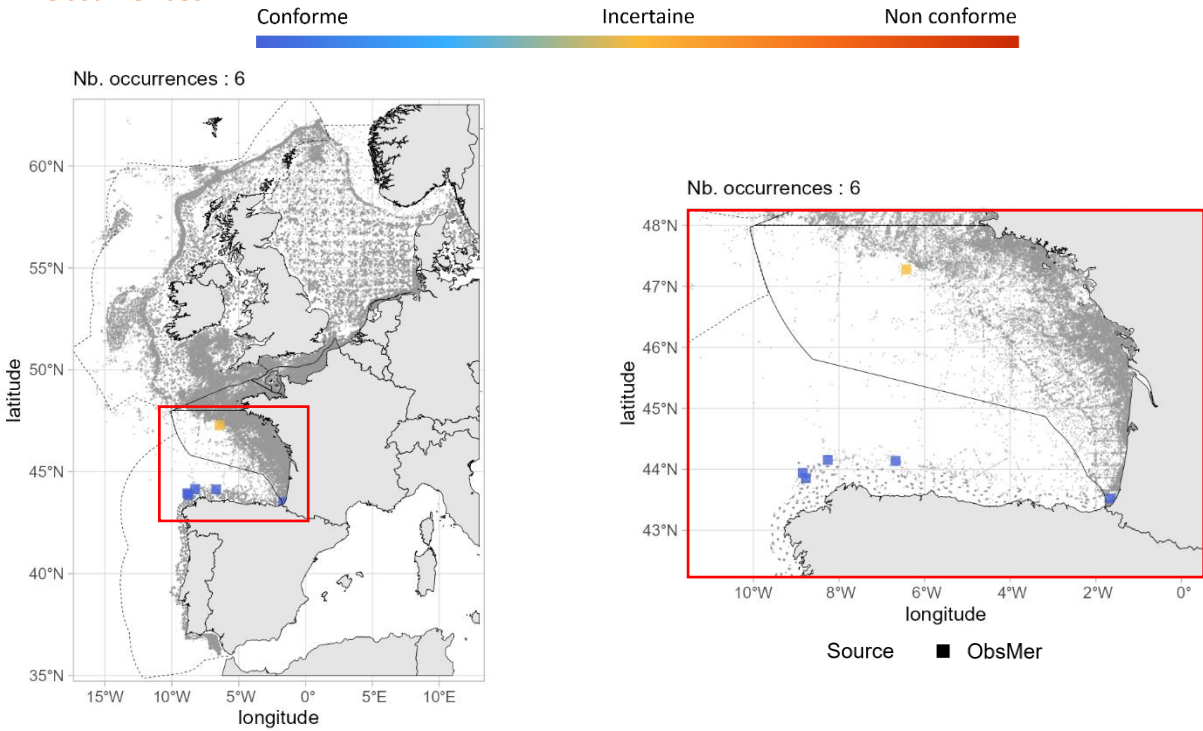 Conforme Incertaine Non conforme
Nb. occurrences : 6
60°N
55°N
50°N
45°N
40°N
35°N
latitude
15°W 10°W 5°W 0° 5°E 10°E
longitude
Nb. occurrences : 6
48°N
47°N
46°N
45°N
44°N
43°N
latitude
10°W 8°W 6°W 4°W 2°W 0°
longitude
Source ObsMer